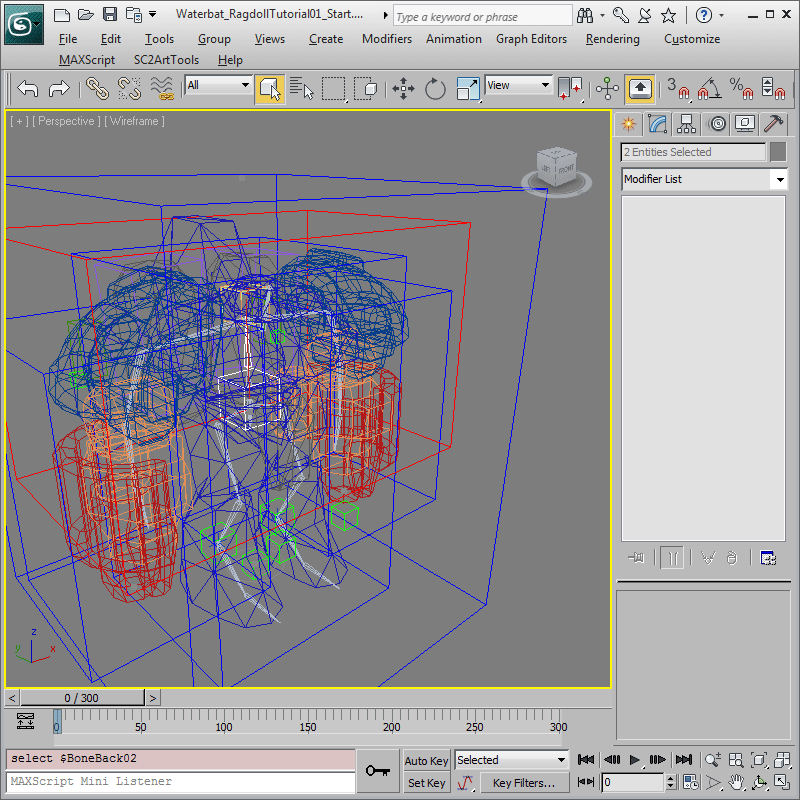 Waterbat_RagdollTutorial01_Start....
Type a keyword or phrase
File Edit Tools Group Views Create Modifiers Animation Graph Editors Rendering Customize
MAXScript SC2ArtTools Help
All
View
3
%
[ + ] [ Perspective ] [ Wireframe ]
FRONT
2 Entities Selected
Modifier List
z
y
x
< 0 / 300 >
0 50 100 150 200 250 300
select $BoneBack02
MAXScript Mini Listener
Auto Key
Selected
Set Key
Key Filters...
0